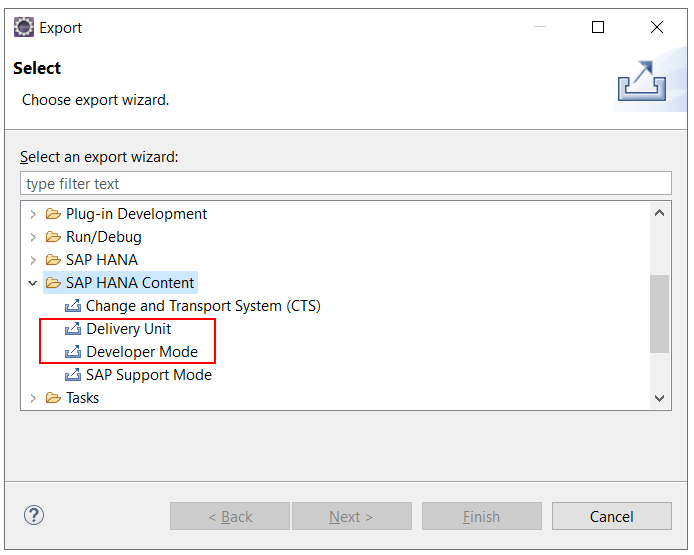 Export
Select
Choose export wizard.
Select an export wizard:
type filter text
Plug-in Development
Run/Debug
SAP HANA
SAP HANA Content
Change and Transport System (CTS)
Delivery Unit
Developer Mode
SAP Support Mode
Tasks
? < Back Next > Finish Cancel